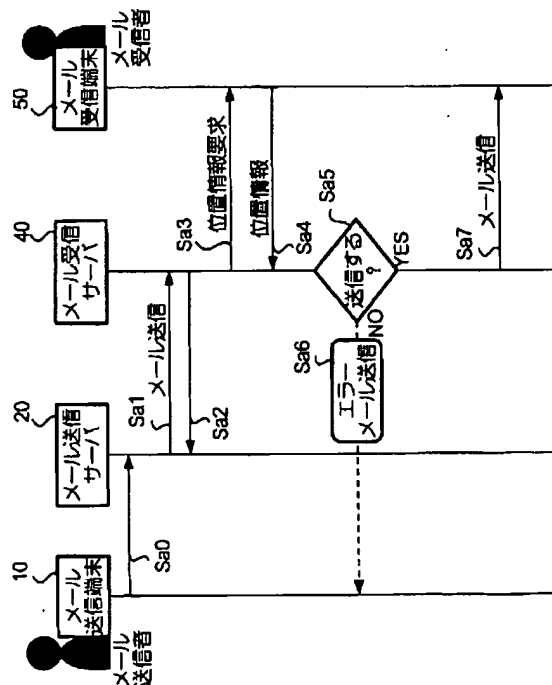 10
メール
送信端末
メール
送信者
20
メール送信
サーバ
40
メール受信
サーバ
50
メール
受信端末
メール
受信者
Sa0
Sa1
メール送信
Sa2
Sa3
位置情報要求
位置情報
Sa4
Sa5
送信する
?
YES
NO
Sa6
エラー
メール送信
Sa7
メール送信